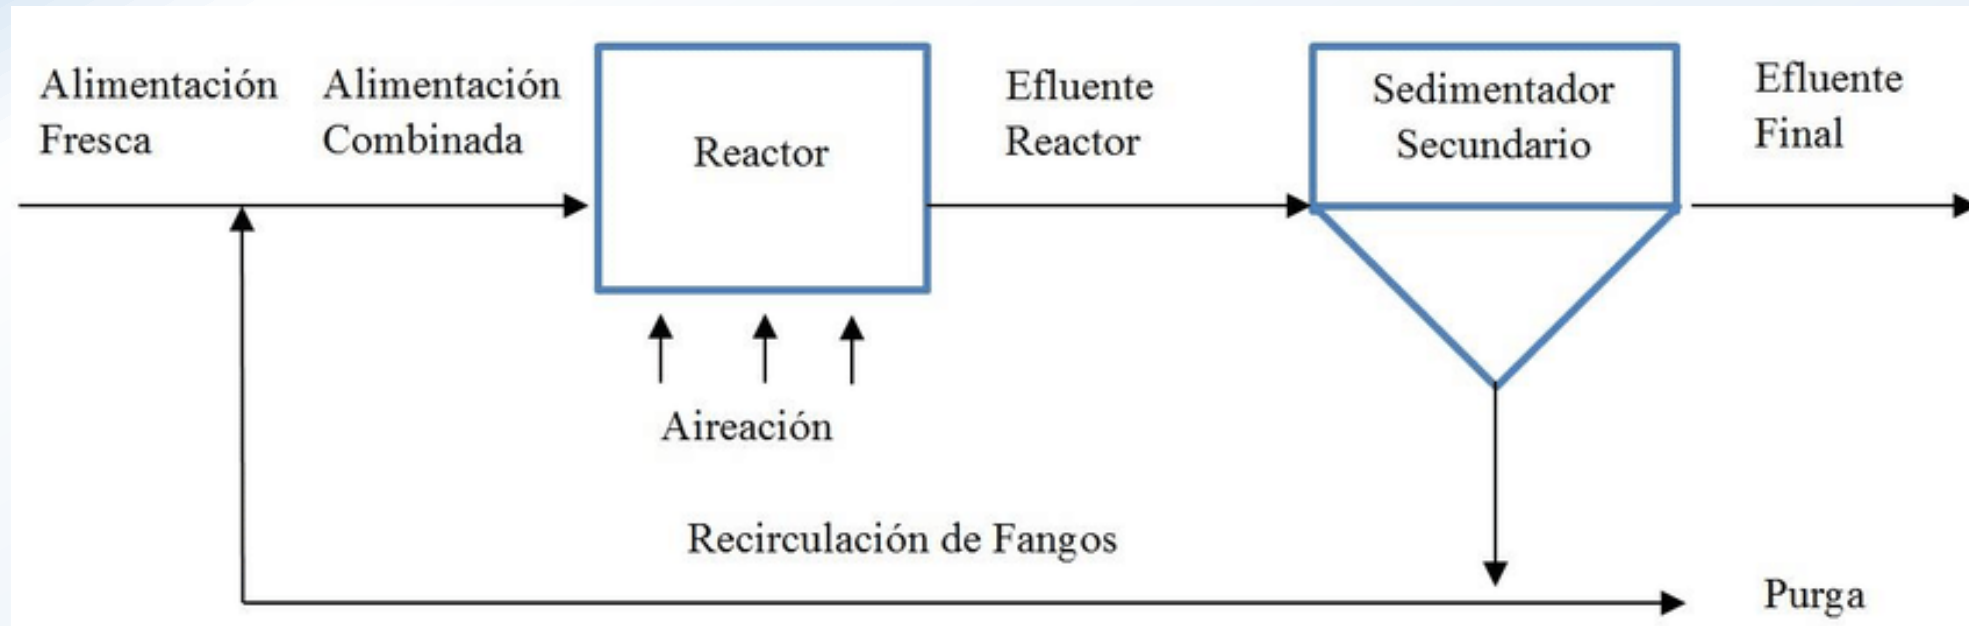 Alimentación
Fresca
Alimentación
Combinada
Reactor
Efluente
Reactor
Sedimentador
Secundario
Efluente
Final
Aireación
Recirculación de Fangos
Purga